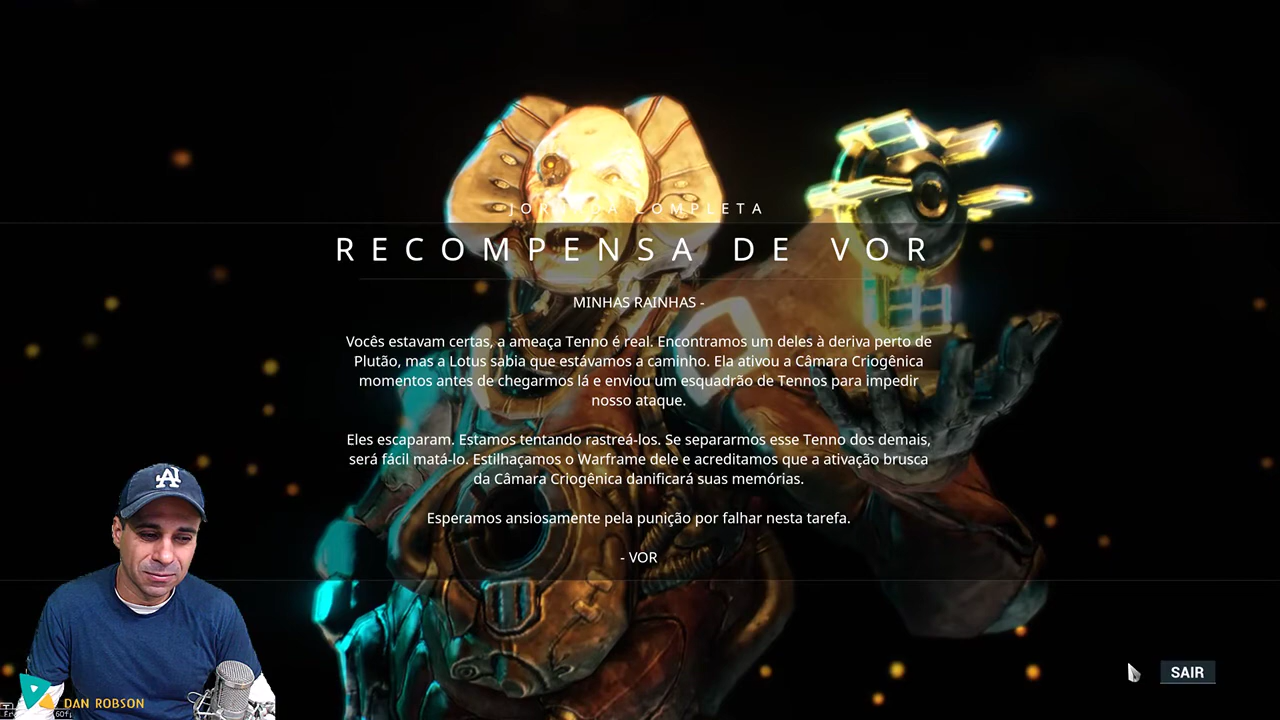 JORNADA COMPLETA
RECOMPENSA DE VOR
MINHAS RAINHAS -
Vocês estavam certas, a ameaça Tenno é real. Encontramos um deles à deriva perto de
Plutão, mas a Lotus sabia que estávamos a caminho. Ela ativou a Câmara Criogênica
momentos antes de chegarmos lá e enviou um esquadrão de Tennos para impedir
nosso ataque.
Eles escaparam. Estamos tentando rastreá-los. Se separarmos esse Tenno dos demais,
será fácil matá-lo. Estilhaçamos o Warframe dele e acreditamos que a ativação brusca
da Câmara Criogênica danificará suas memórias.
Esperamos ansiosamente pela punição por falhar nesta tarefa.
- VOR
SAIR
DAN ROBSON